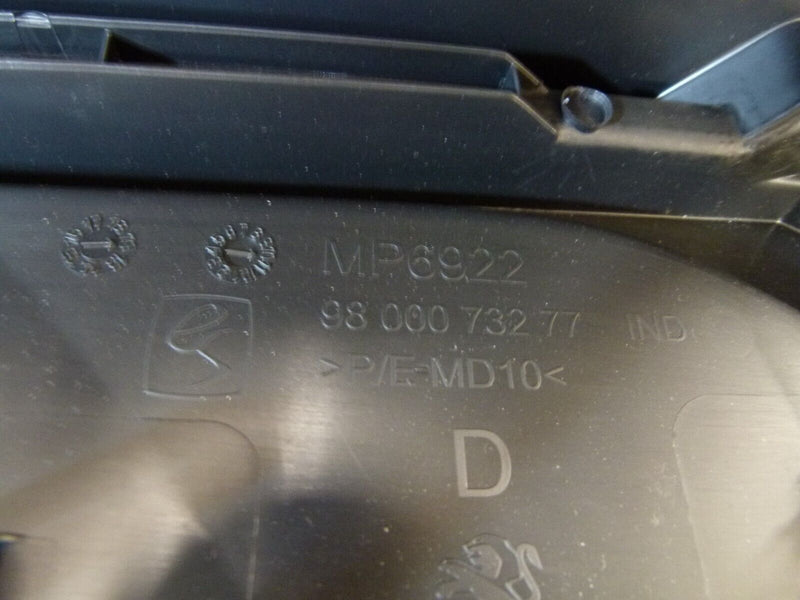 MP6922
98 000 732 77 IND
>P/E-MD10<
D